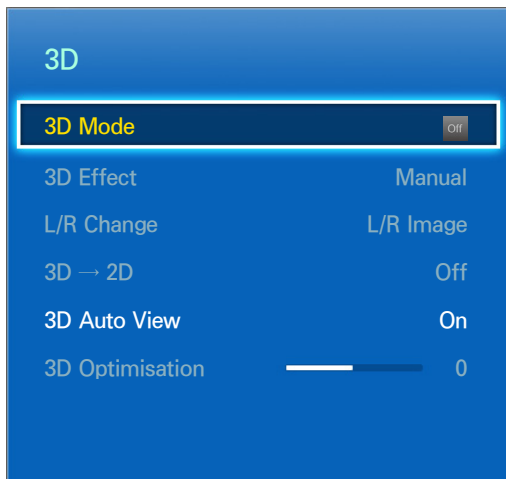 3D
3D Mode Off
3D Effect Manual
L/R Change L/R Image
3D → 2D Off
3D Auto View On
3D Optimisation 0